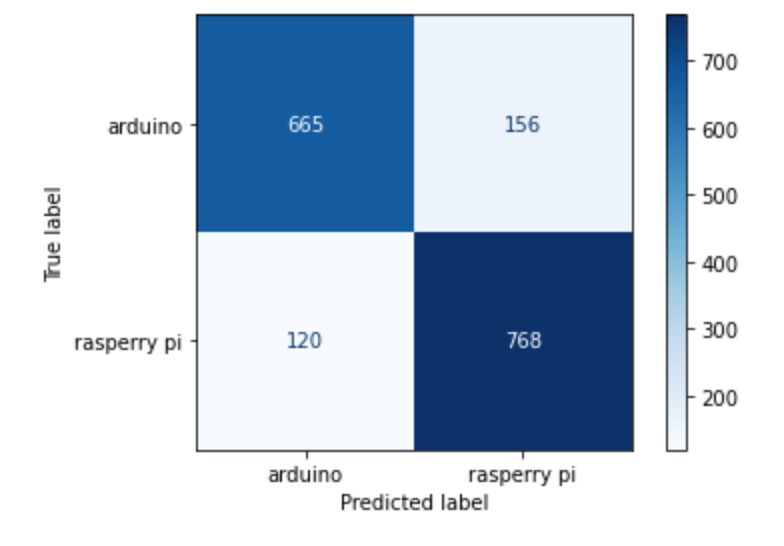 arduino
665
156
True label
rasperry pi
120
768
arduino
rasperry pi
Predicted label
700
600
500
400
300
200